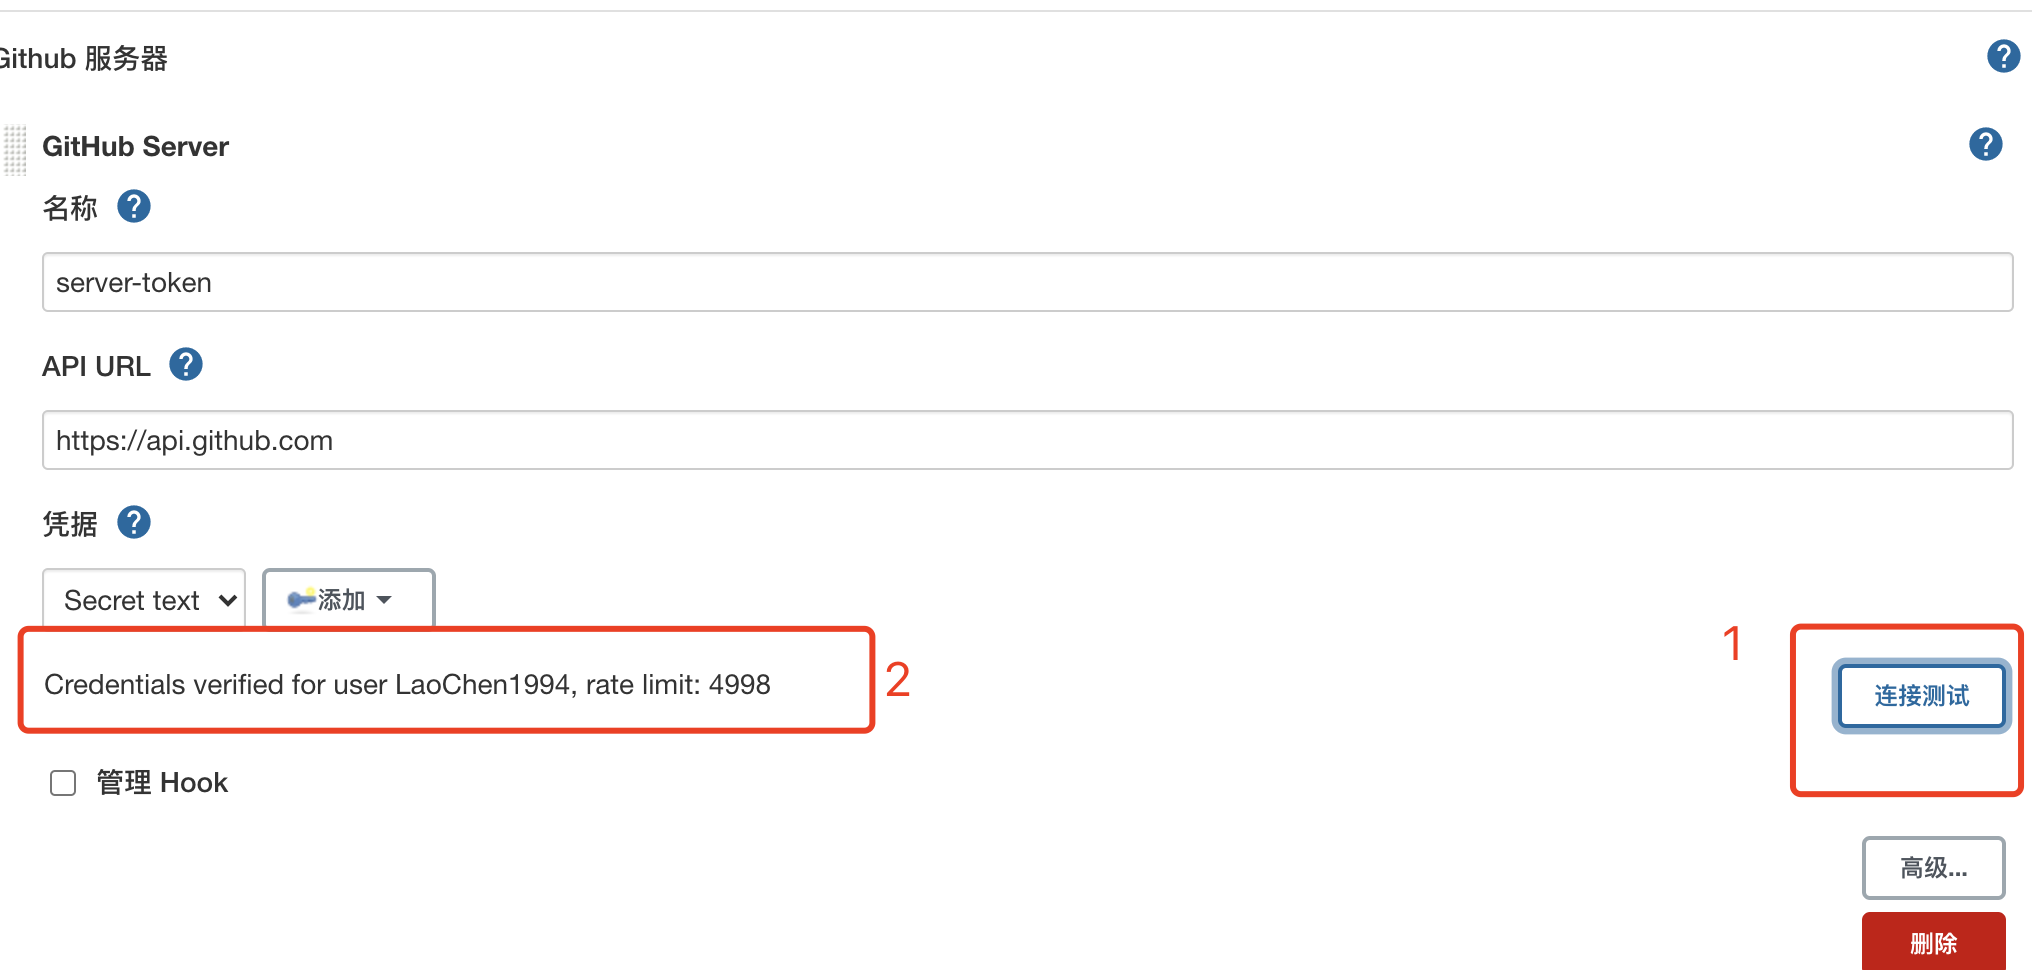 Github 服务器
GitHub Server
名称
server-token
API URL
https://api.github.com
凭据
Secret text 添加
1
Credentials verified for user LaoChen1994, rate limit: 4998 2
连接测试
管理 Hook
高级...
删除